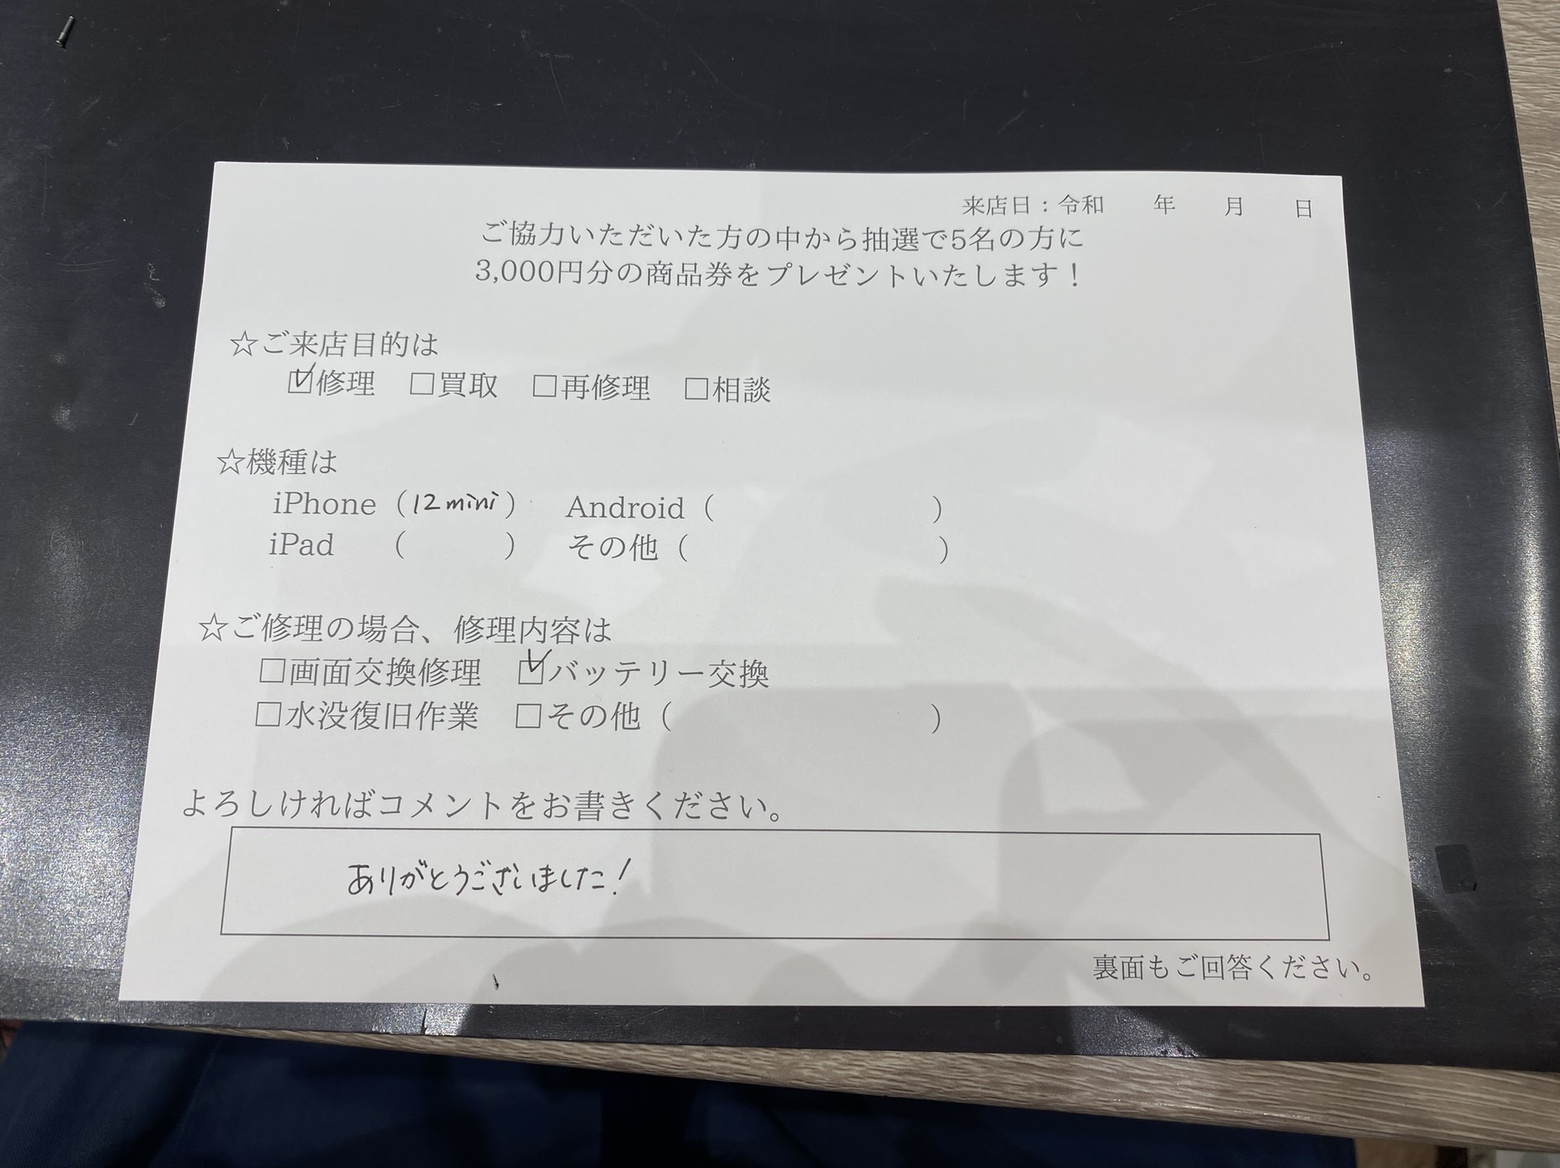 来店日：令和　　年　　月　　日
ご協力いただいた方の中から抽選で5名の方に
3,000円分の商品券をプレゼントいたします！
☆ご来店目的は
☑修理　□買取　□再修理　□相談
☆機種は
iPhone（12mini）　Android（　　　　　　　）
iPad　　（　　　）　その他（　　　　　　　　）
☆ご修理の場合、修理内容は
□画面交換修理　☑バッテリー交換
□水没復旧作業　□その他（　　　　　　　　）
よろしければコメントをお書きください。
ありがとうございました！
裏面もご回答ください。